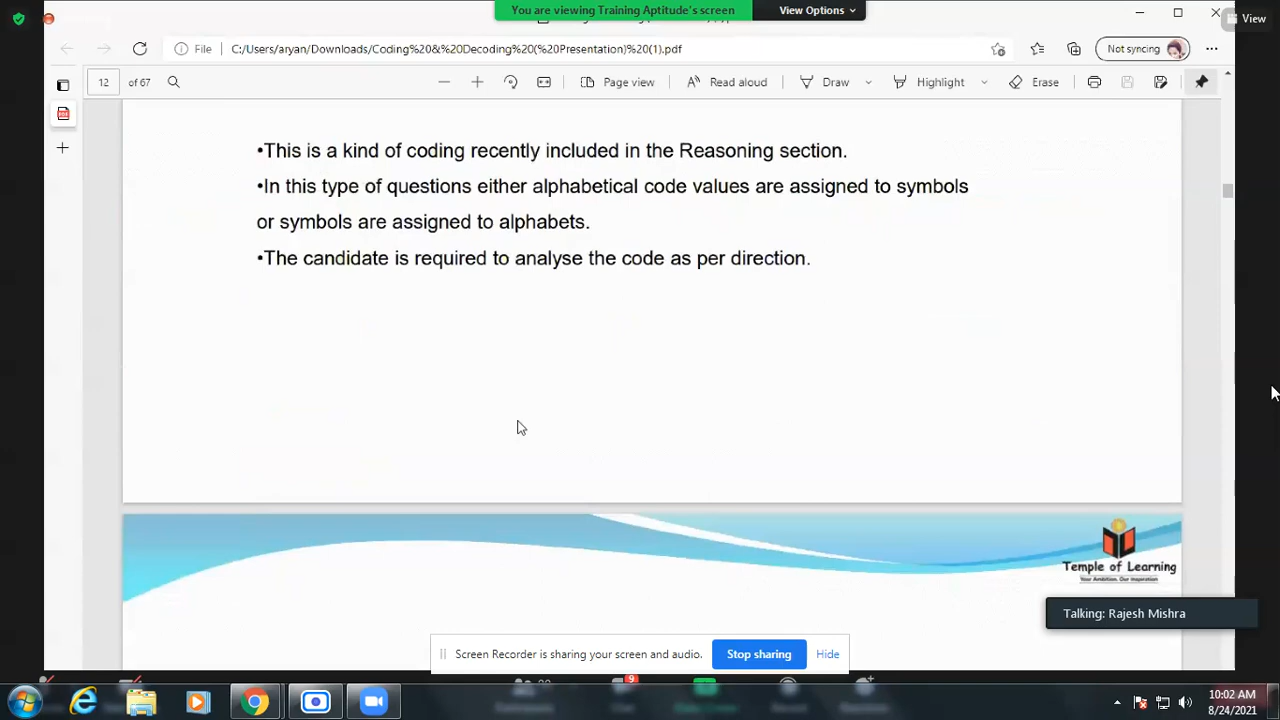 You are viewing Training Aptitude's screen
View Options
View
File
C:/Users/aryan/Downloads/Coding%20&%20Decoding%20(%20Presentation)%20(1).pdf
Not syncing
12 of 67
Page view
Read aloud
Draw
Highlight
Erase
•This is a kind of coding recently included in the Reasoning section.
•In this type of questions either alphabetical code values are assigned to symbols
or symbols are assigned to alphabets.
•The candidate is required to analyse the code as per direction.
Temple of Learning
Your Ambition, Our Inspiration
Talking: Rajesh Mishra
Screen Recorder is sharing your screen and audio.
Stop sharing
Hide
9
10:02 AM
8/24/2021